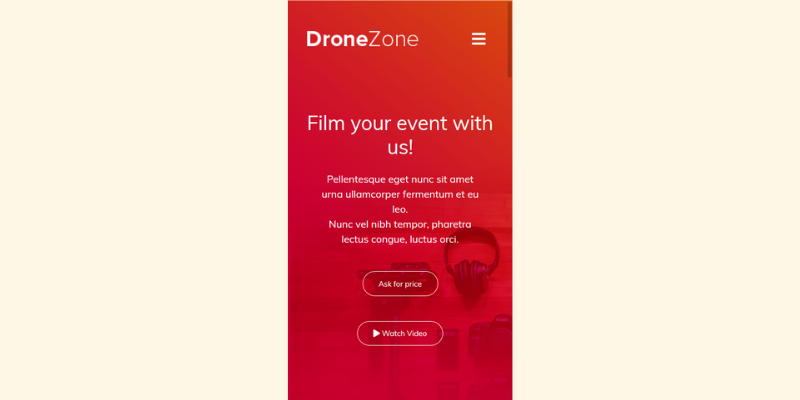 DroneZone
Film your event with
us!
Pellentesque eget nunc sit amet
urna ullamcorper fermentum et eu
leo.
Nunc vel nibh tempor, pharetra
lectus congue, luctus orci.
Ask for price
Watch Video